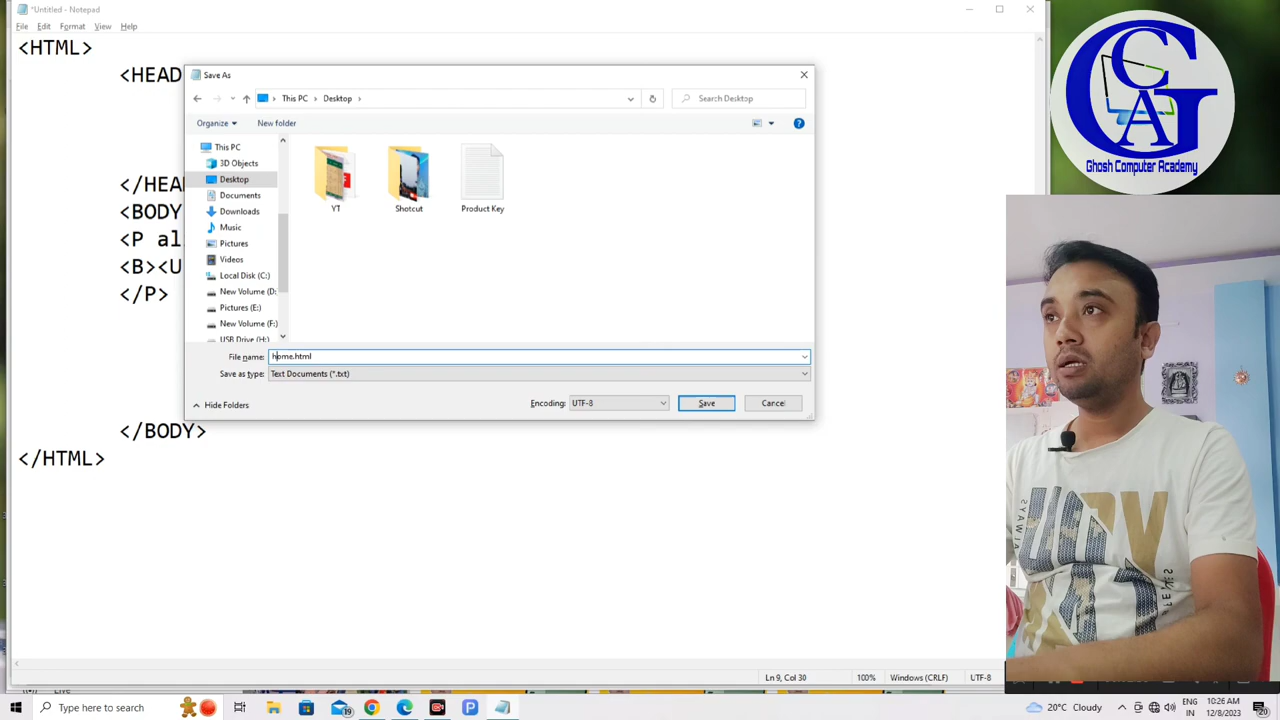 *Untitled - Notepad
File Edit Format View Help
<HTML>
<HEAD
</HEA
<BODY
<P al
<B><U
</P>
</BODY>
</HTML>
Save As
This PC > Desktop >
Search Desktop
Organize
New folder
This PC
3D Objects
Desktop
Documents
Downloads
Music
Pictures
Videos
Local Disk (C:)
New Volume (D:
Pictures (E:)
New Volume (F:)
USB Drive (H:)
YT
Shotcut
Product Key
File name: home.html
Save as type: Text Documents (*.txt)
Hide Folders
Encoding: UTF-8
Save
Cancel
Ln 9, Col 30
100%
Windows (CRLF)
UTF-8
CAG
Ghosh Computer Academy
Type here to search
19
20°C Cloudy
ENG
IN
10:26 AM
12/8/2023
20